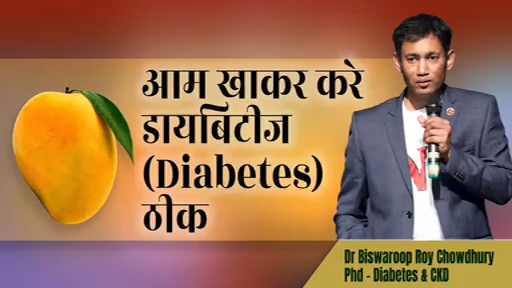 आम खाकर करे
डायबिटीज
(Diabetes)
ठीक
Dr Biswaroop Roy Chowdhury
Phd - Diabetes & CKD